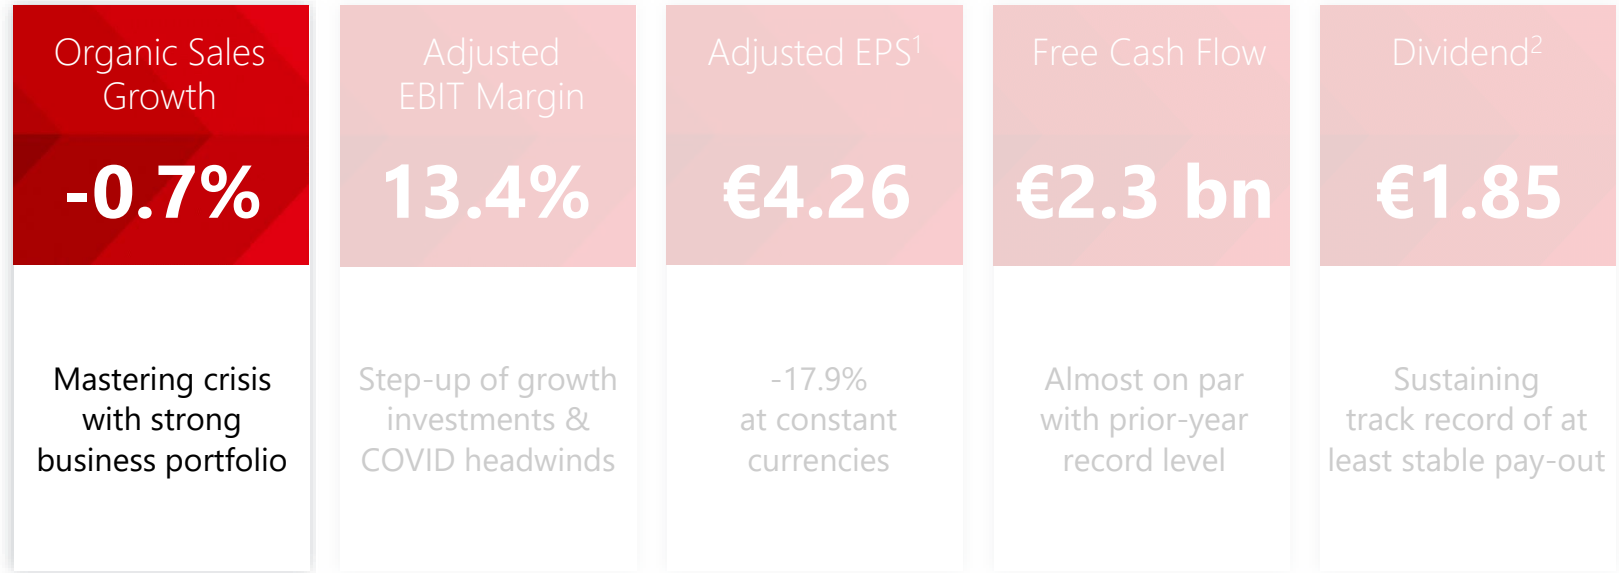 Organic Sales
Growth
-0.7%
Mastering crisis
with strong
business portfolio
Adjusted
EBIT Margin
13.4%
Step-up of growth
investments &
COVID headwinds
Adjusted EPS¹
€4.26
-17.9%
at constant
currencies
Free Cash Flow
€2.3 bn
Almost on par
with prior-year
record level
Dividend²
€1.85
Sustaining
track record of at
least stable pay-out